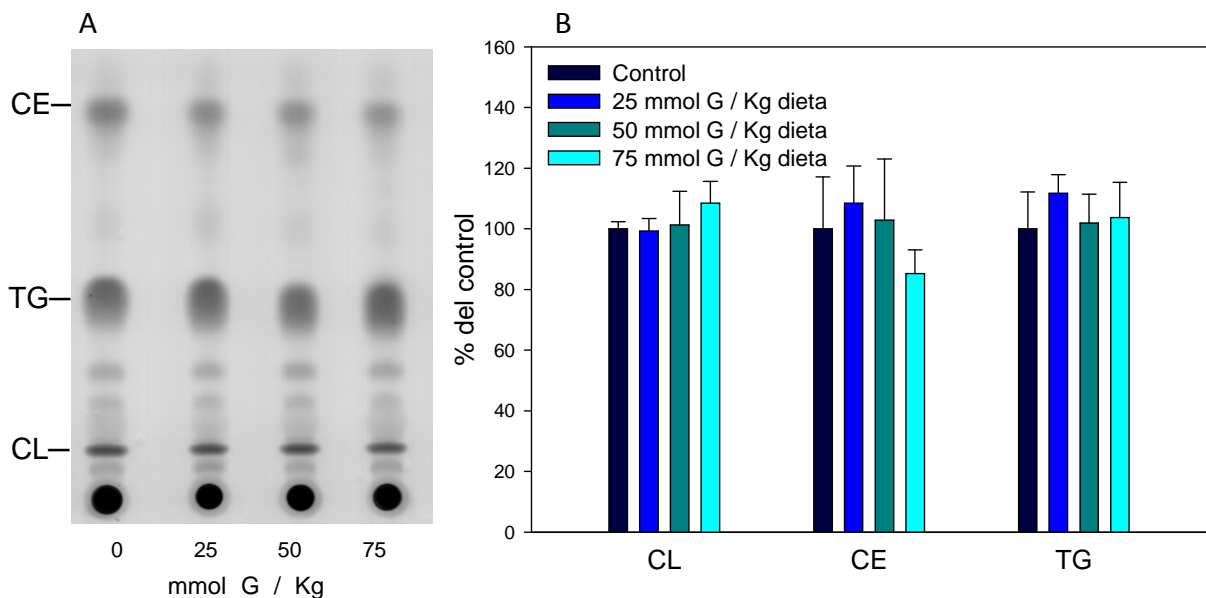 A
CE
TG
CL
0 25 50 75
mmol G / Kg
B
% del control
160
140
120
100
80
60
40
20
0
Control
25 mmol G / Kg dieta
50 mmol G / Kg dieta
75 mmol G / Kg dieta
CL CE TG